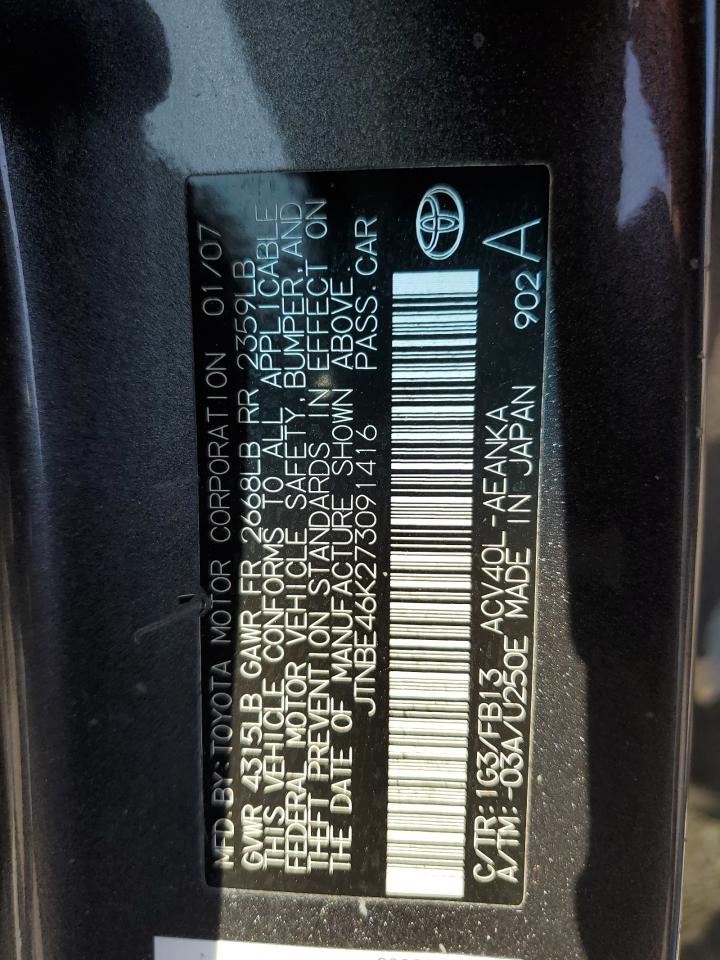 MFD.BY:TOYOTA MOTOR CORPORATION 01/07
GVWR 4315LB GAWR FR 2668LB RR 2359LB
THIS VEHICLE CONFORMS TO ALL APPLICABLE
FEDERAL MOTOR VEHICLE SAFETY,BUMPER,AND
THEFT PREVENTION STANDARDS IN EFFECT ON
THE DATE OF MANUFACTURE SHOWN ABOVE.
JTNBE46K273091416 PASS.CAR
C/TR:1G3/FB13 ACV40L-AEANKA 902 A
A/TM:-03A/U250E MADE IN JAPAN